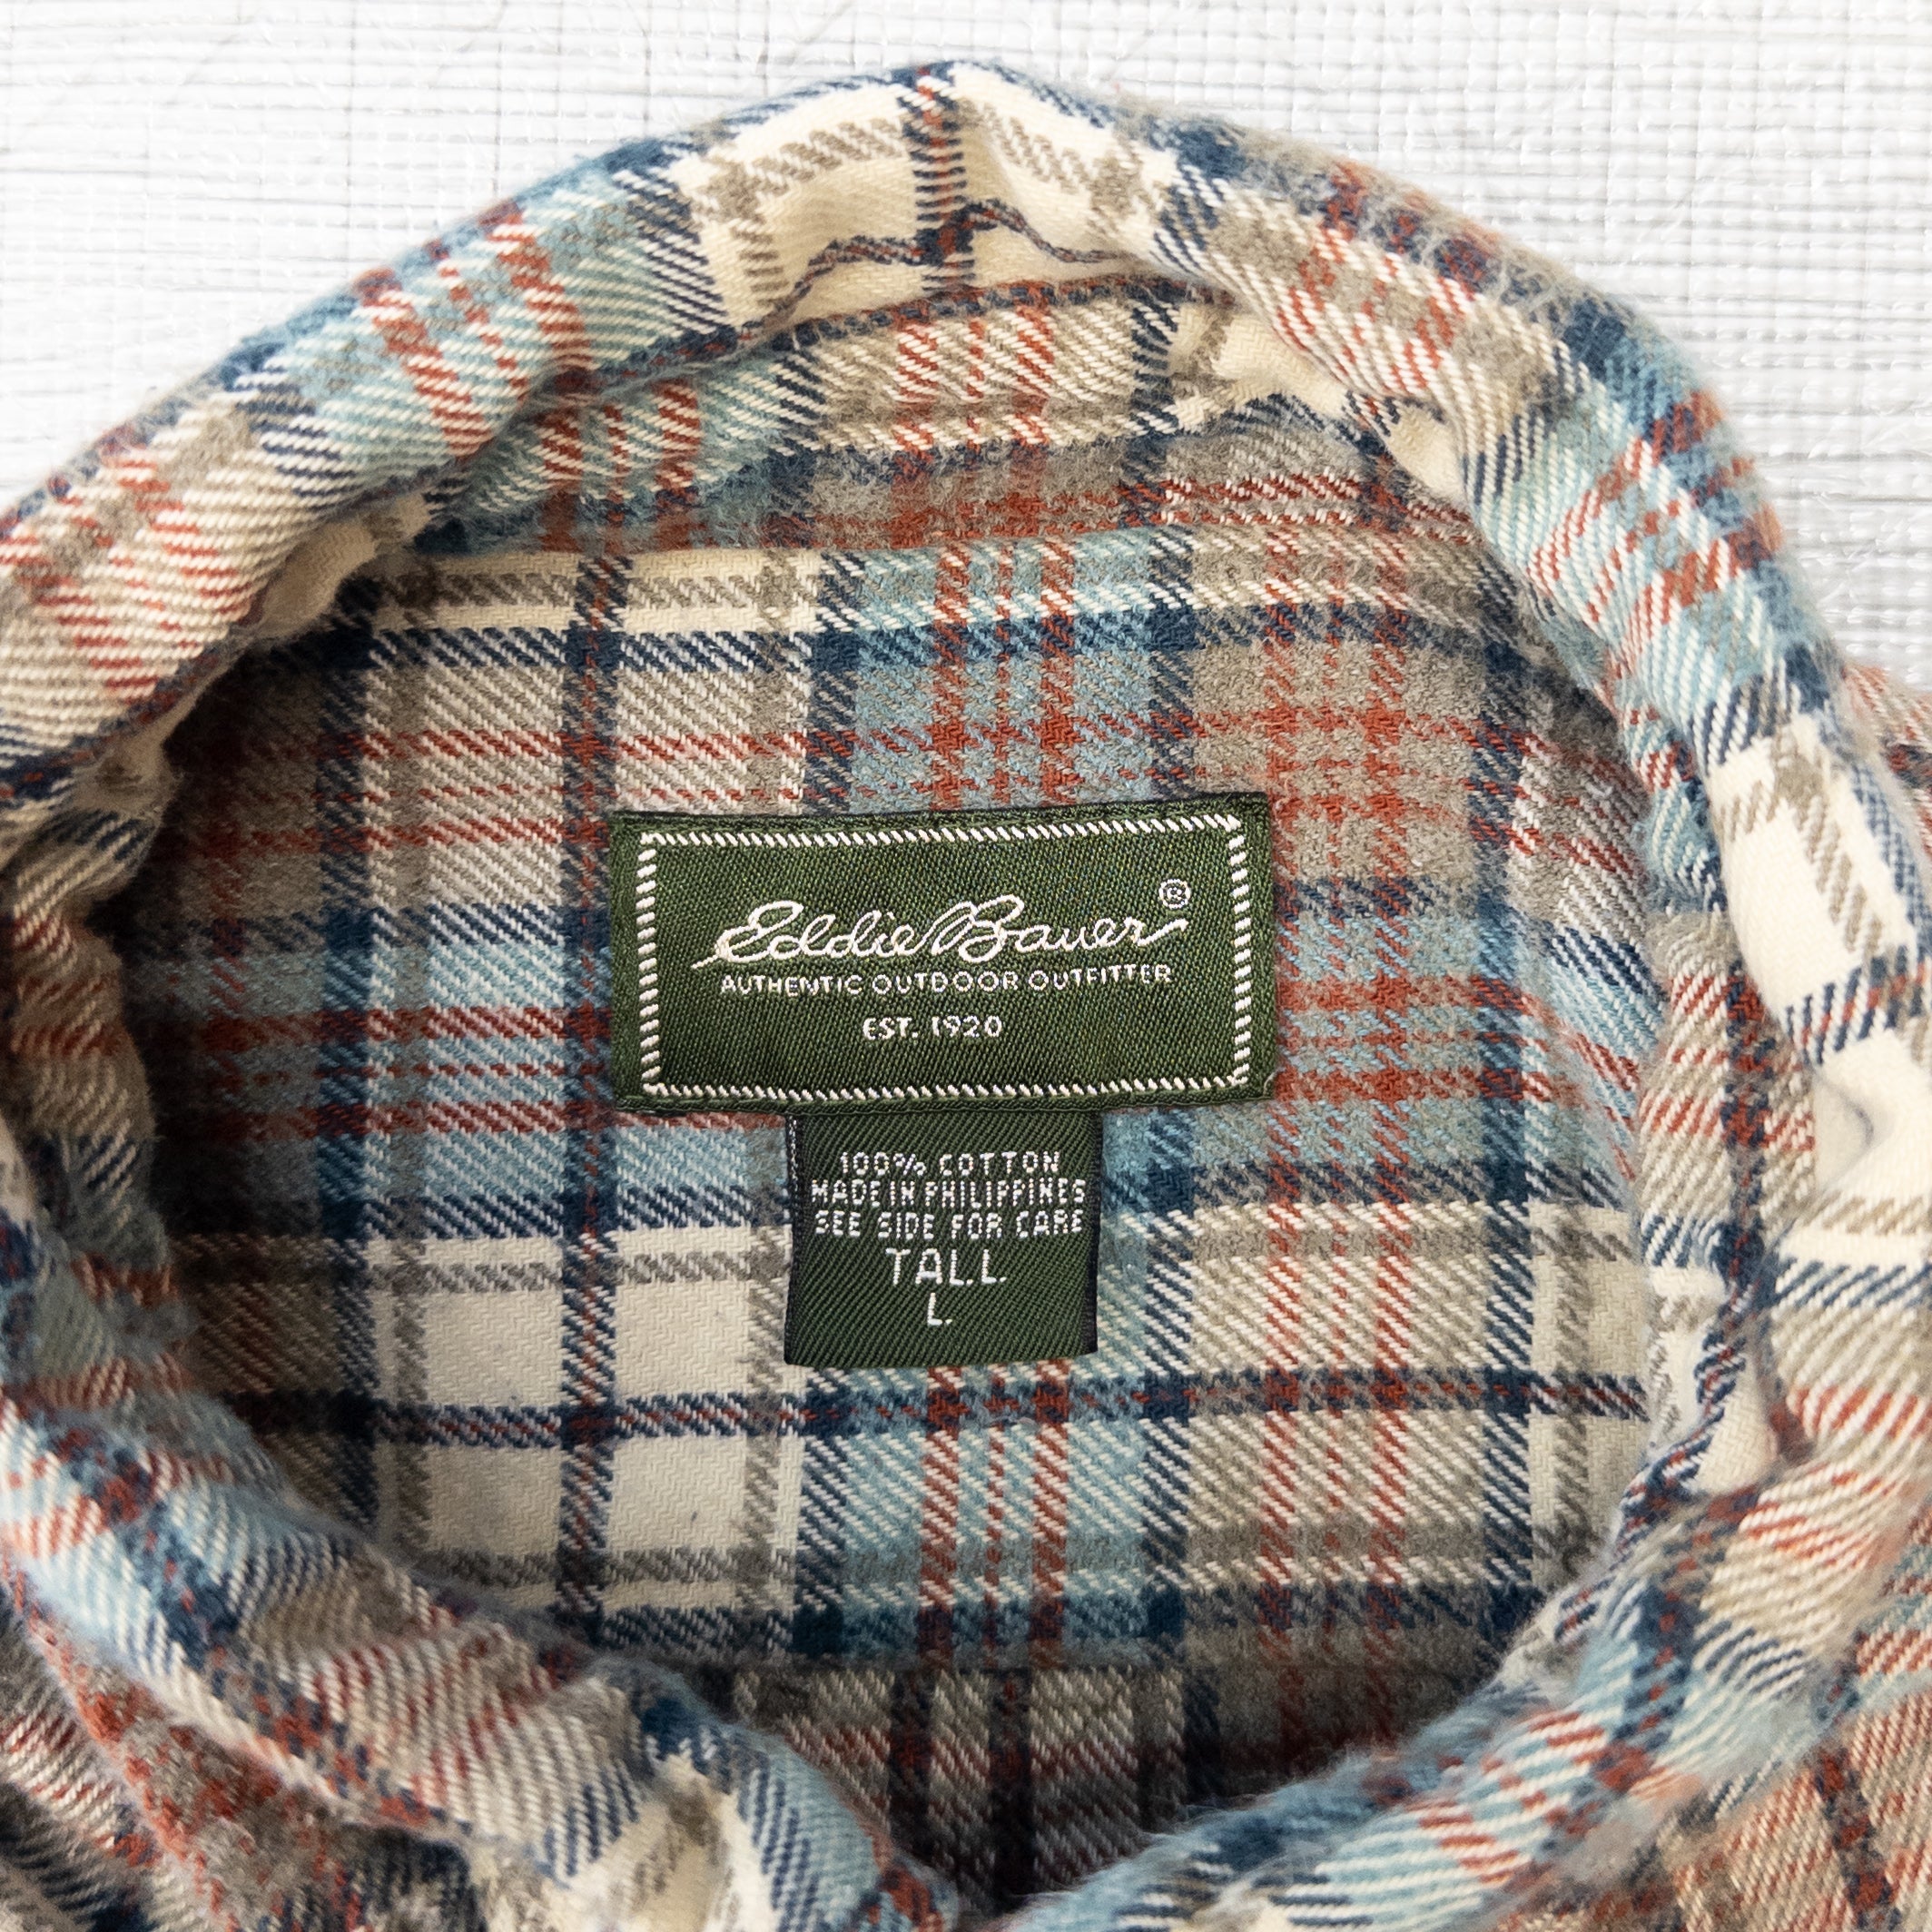 Eddie Bauer®
AUTHENTIC OUTDOOR OUTFITTER
EST. 1920
100% COTTON
MADE IN PHILIPPINES
SEE SIDE FOR CARE
TALL
L